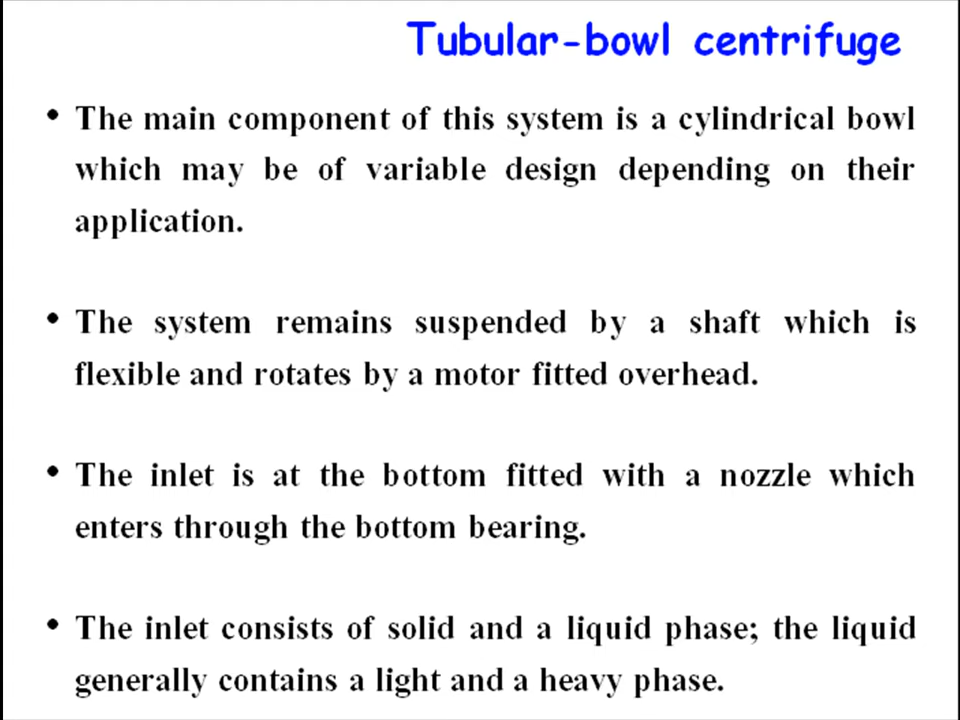 Tubular-bowl centrifuge
• The main component of this system is a cylindrical bowl
which may be of variable design depending on their
application.
• The system remains suspended by a shaft which is
flexible and rotates by a motor fitted overhead.
• The inlet is at the bottom fitted with a nozzle which
enters through the bottom bearing.
• The inlet consists of solid and a liquid phase; the liquid
generally contains a light and a heavy phase.